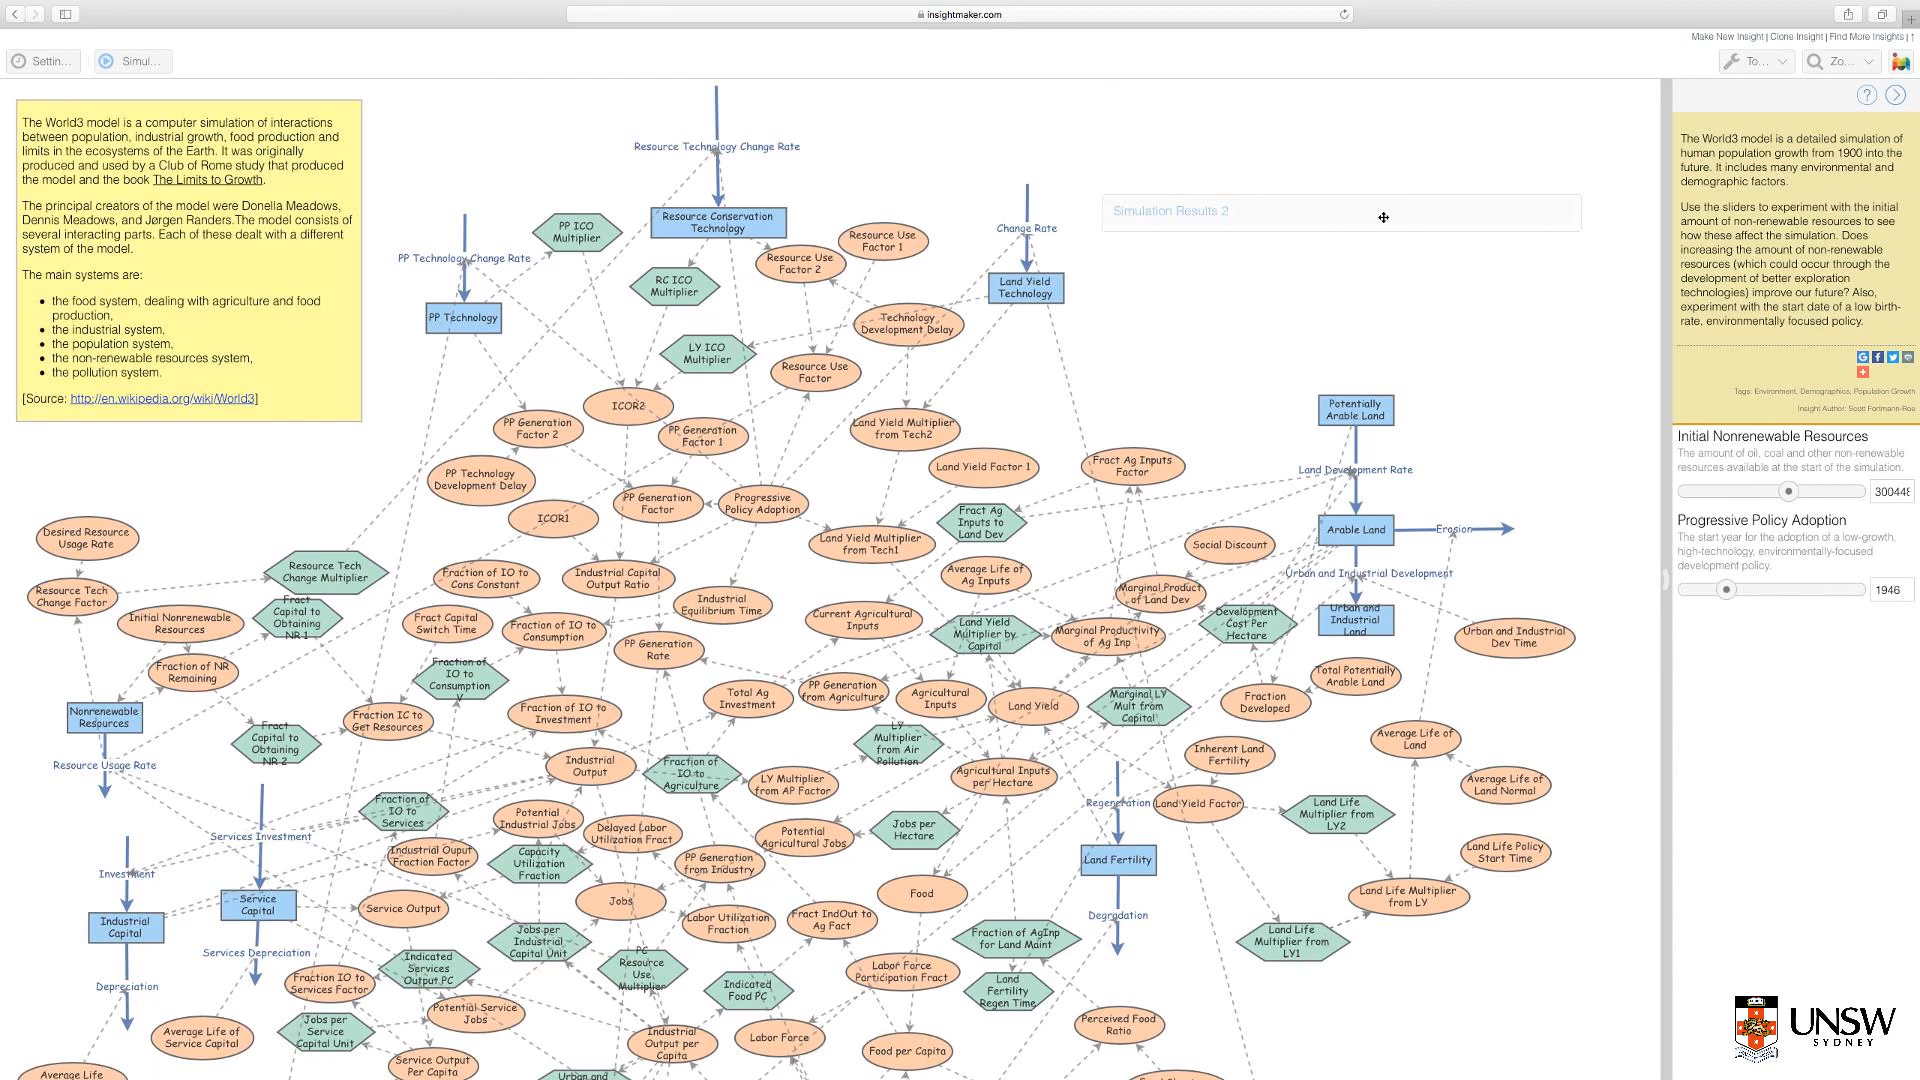 insightmaker.com
Make New Insight | Clone Insight | Find More Insights | ↑
Settin...
Simul...
To...
Zo...
The World3 model is a computer simulation of interactions
between population, industrial growth, food production and
limits in the ecosystems of the Earth. It was originally
produced and used by a Club of Rome study that produced
the model and the book The Limits to Growth.
The principal creators of the model were Donella Meadows,
Dennis Meadows, and Jørgen Randers.The model consists of
several interacting parts. Each of these dealt with a different
system of the model.
The main systems are:
• the food system, dealing with agriculture and food
production,
• the industrial system,
• the population system,
• the non-renewable resources system,
• the pollution system.
[Source: http://en.wikipedia.org/wiki/World3]
Resource Technology Change Rate
Resource Conservation
Technology
PP ICO
Multiplier
PP Technology Change Rate
PP Technology
RC ICO
Multiplier
Resource Use
Factor 2
Resource Use
Factor 1
Change Rate
Land Yield
Technology
Simulation Results 2
Technology
Development Delay
LY ICO
Multiplier
Resource Use
Factor
ICOR2
PP Generation
Factor 2
PP Generation
Factor 1
Land Yield Multiplier
from Tech2
Potentially
Arable Land
PP Technology
Development Delay
Land Yield Factor 1
Fract Ag Inputs
Factor
Land Development Rate
ICOR1
PP Generation
Factor
Progressive
Policy Adoption
Fract Ag
Inputs to
Land Dev
Arable Land
Erosion
Desired Resource
Usage Rate
Land Yield Multiplier
from Tech1
Social Discount
Resource Tech
Change Multiplier
Fraction of IO to
Cons Constant
Industrial Capital
Output Ratio
Average Life of
Ag Inputs
Urban and Industrial Development
Resource Tech
Change Factor
Marginal Product
of Land Dev
Initial Nonrenewable
Resources
Fract
Capital to
Obtaining
NR 1
Fract Capital
Switch Time
Fraction of IO to
Consumption
Industrial
Equilibrium Time
Current Agricultural
Inputs
Land Yield
Multiplier by
Capital
Marginal Productivity
of Ag Inp
Development
Cost Per
Hectare
Urban and
Industrial
Land
Urban and Industrial
Dev Time
Fraction of NR
Remaining
Fraction of
IO to
Consumption
V
PP Generation
Rate
Total Potentially
Arable Land
Nonrenewable
Resources
Fraction IC to
Get Resources
Fraction of IO to
Investment
Total Ag
Investment
PP Generation
from Agriculture
Agricultural
Inputs
Land Yield
Marginal LY
Mult from
Capital
Fraction
Developed
Fract
Capital to
Obtaining
NR 2
LY
Multiplier
from Air
Pollution
Average Life of
Land
Resource Usage Rate
Industrial
Output
Fraction of
IO to
Agriculture
LY Multiplier
from AP Factor
Agricultural Inputs
per Hectare
Inherent Land
Fertility
Average Life of
Land Normal
Fraction of
IO to
Services
Potential
Industrial Jobs
Regeneration
Land Yield Factor
Land Life
Multiplier from
LY2
Services Investment
Delayed Labor
Utilization Fract
Potential
Agricultural Jobs
Jobs per
Hectare
Industrial Ouput
Fraction Factor
Capacity
Utilization
Fraction
PP Generation
from Industry
Land Fertility
Land Life Policy
Start Time
Investment
Service
Capital
Service Output
Jobs
Food
Land Life Multiplier
from LY
Industrial
Capital
Labor Utilization
Fraction
Fract IndOut to
Ag Fact
Degradation
Services Depreciation
Jobs per
Industrial
Capital Unit
Fraction of AgInp
for Land Maint
Land Life
Multiplier from
LY1
Depreciation
Fraction IO to
Services Factor
Indicated
Services
Output PC
PC
Resource
Use
Multiplier
Indicated
Food PC
Labor Force
Participation Fract
Land
Fertility
Regen Time
Average Life of
Service Capital
Jobs per
Service
Capital Unit
Potential Service
Jobs
Industrial
Output per
Capita
Labor Force
Perceived Food
Ratio
Service Output
Per Capita
Food per Capita
Average Life
Urban and
The World3 model is a detailed simulation of
human population growth from 1900 into the
future. It includes many environmental and
demographic factors.
Use the sliders to experiment with the initial
amount of non-renewable resources to see
how these affect the simulation. Does
increasing the amount of non-renewable
resources (which could occur through the
development of better exploration
technologies) improve our future? Also,
experiment with the start date of a low birth-
rate, environmentally focused policy.
Tags: Environment, Demographics, Population Growth
Insight Author: Scott Fortmann-Roe
Initial Nonrenewable Resources
The amount of oil, coal and other non-renewable
resources available at the start of the simulation.
Progressive Policy Adoption
The start year for the adoption of a low-growth,
high-technology, environmentally-focused
development policy.
1946
UNSW
SYDNEY